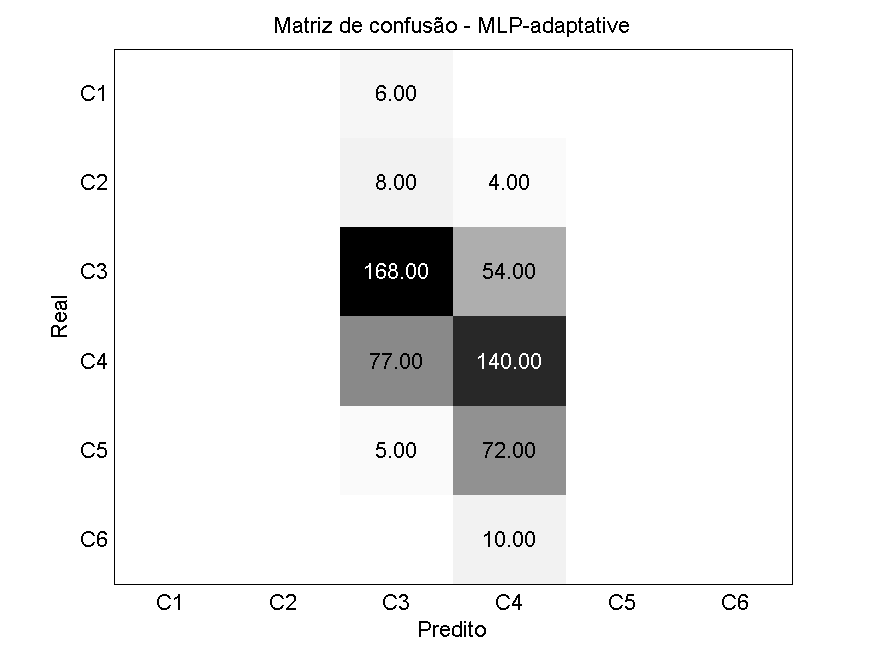 Matriz de confusão - MLP-adaptative
C1 6.00
C2 8.00 4.00
C3 168.00 54.00
C4 77.00 140.00
C5 5.00 72.00
C6 10.00
Real
C1 C2 C3 C4 C5 C6
Predito